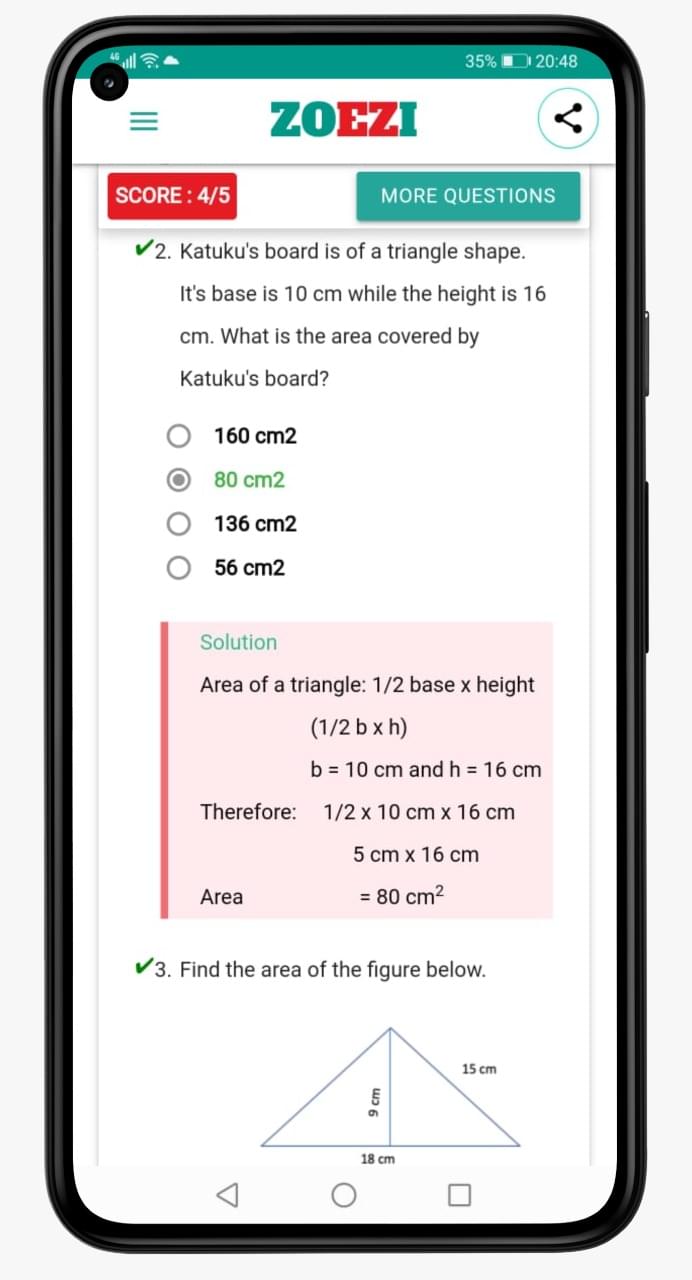 4G 35% 20:48
ZOEZI
SCORE : 4/5 MORE QUESTIONS
2. Katuku's board is of a triangle shape.
It's base is 10 cm while the height is 16
cm. What is the area covered by
Katuku's board?
160 cm2
80 cm2
136 cm2
56 cm2
Solution
Area of a triangle: 1/2 base x height
(1/2 b x h)
b = 10 cm and h = 16 cm
Therefore: 1/2 x 10 cm x 16 cm
5 cm x 16 cm
Area = 80 cm²
3. Find the area of the figure below.
15 cm
9 cm
18 cm